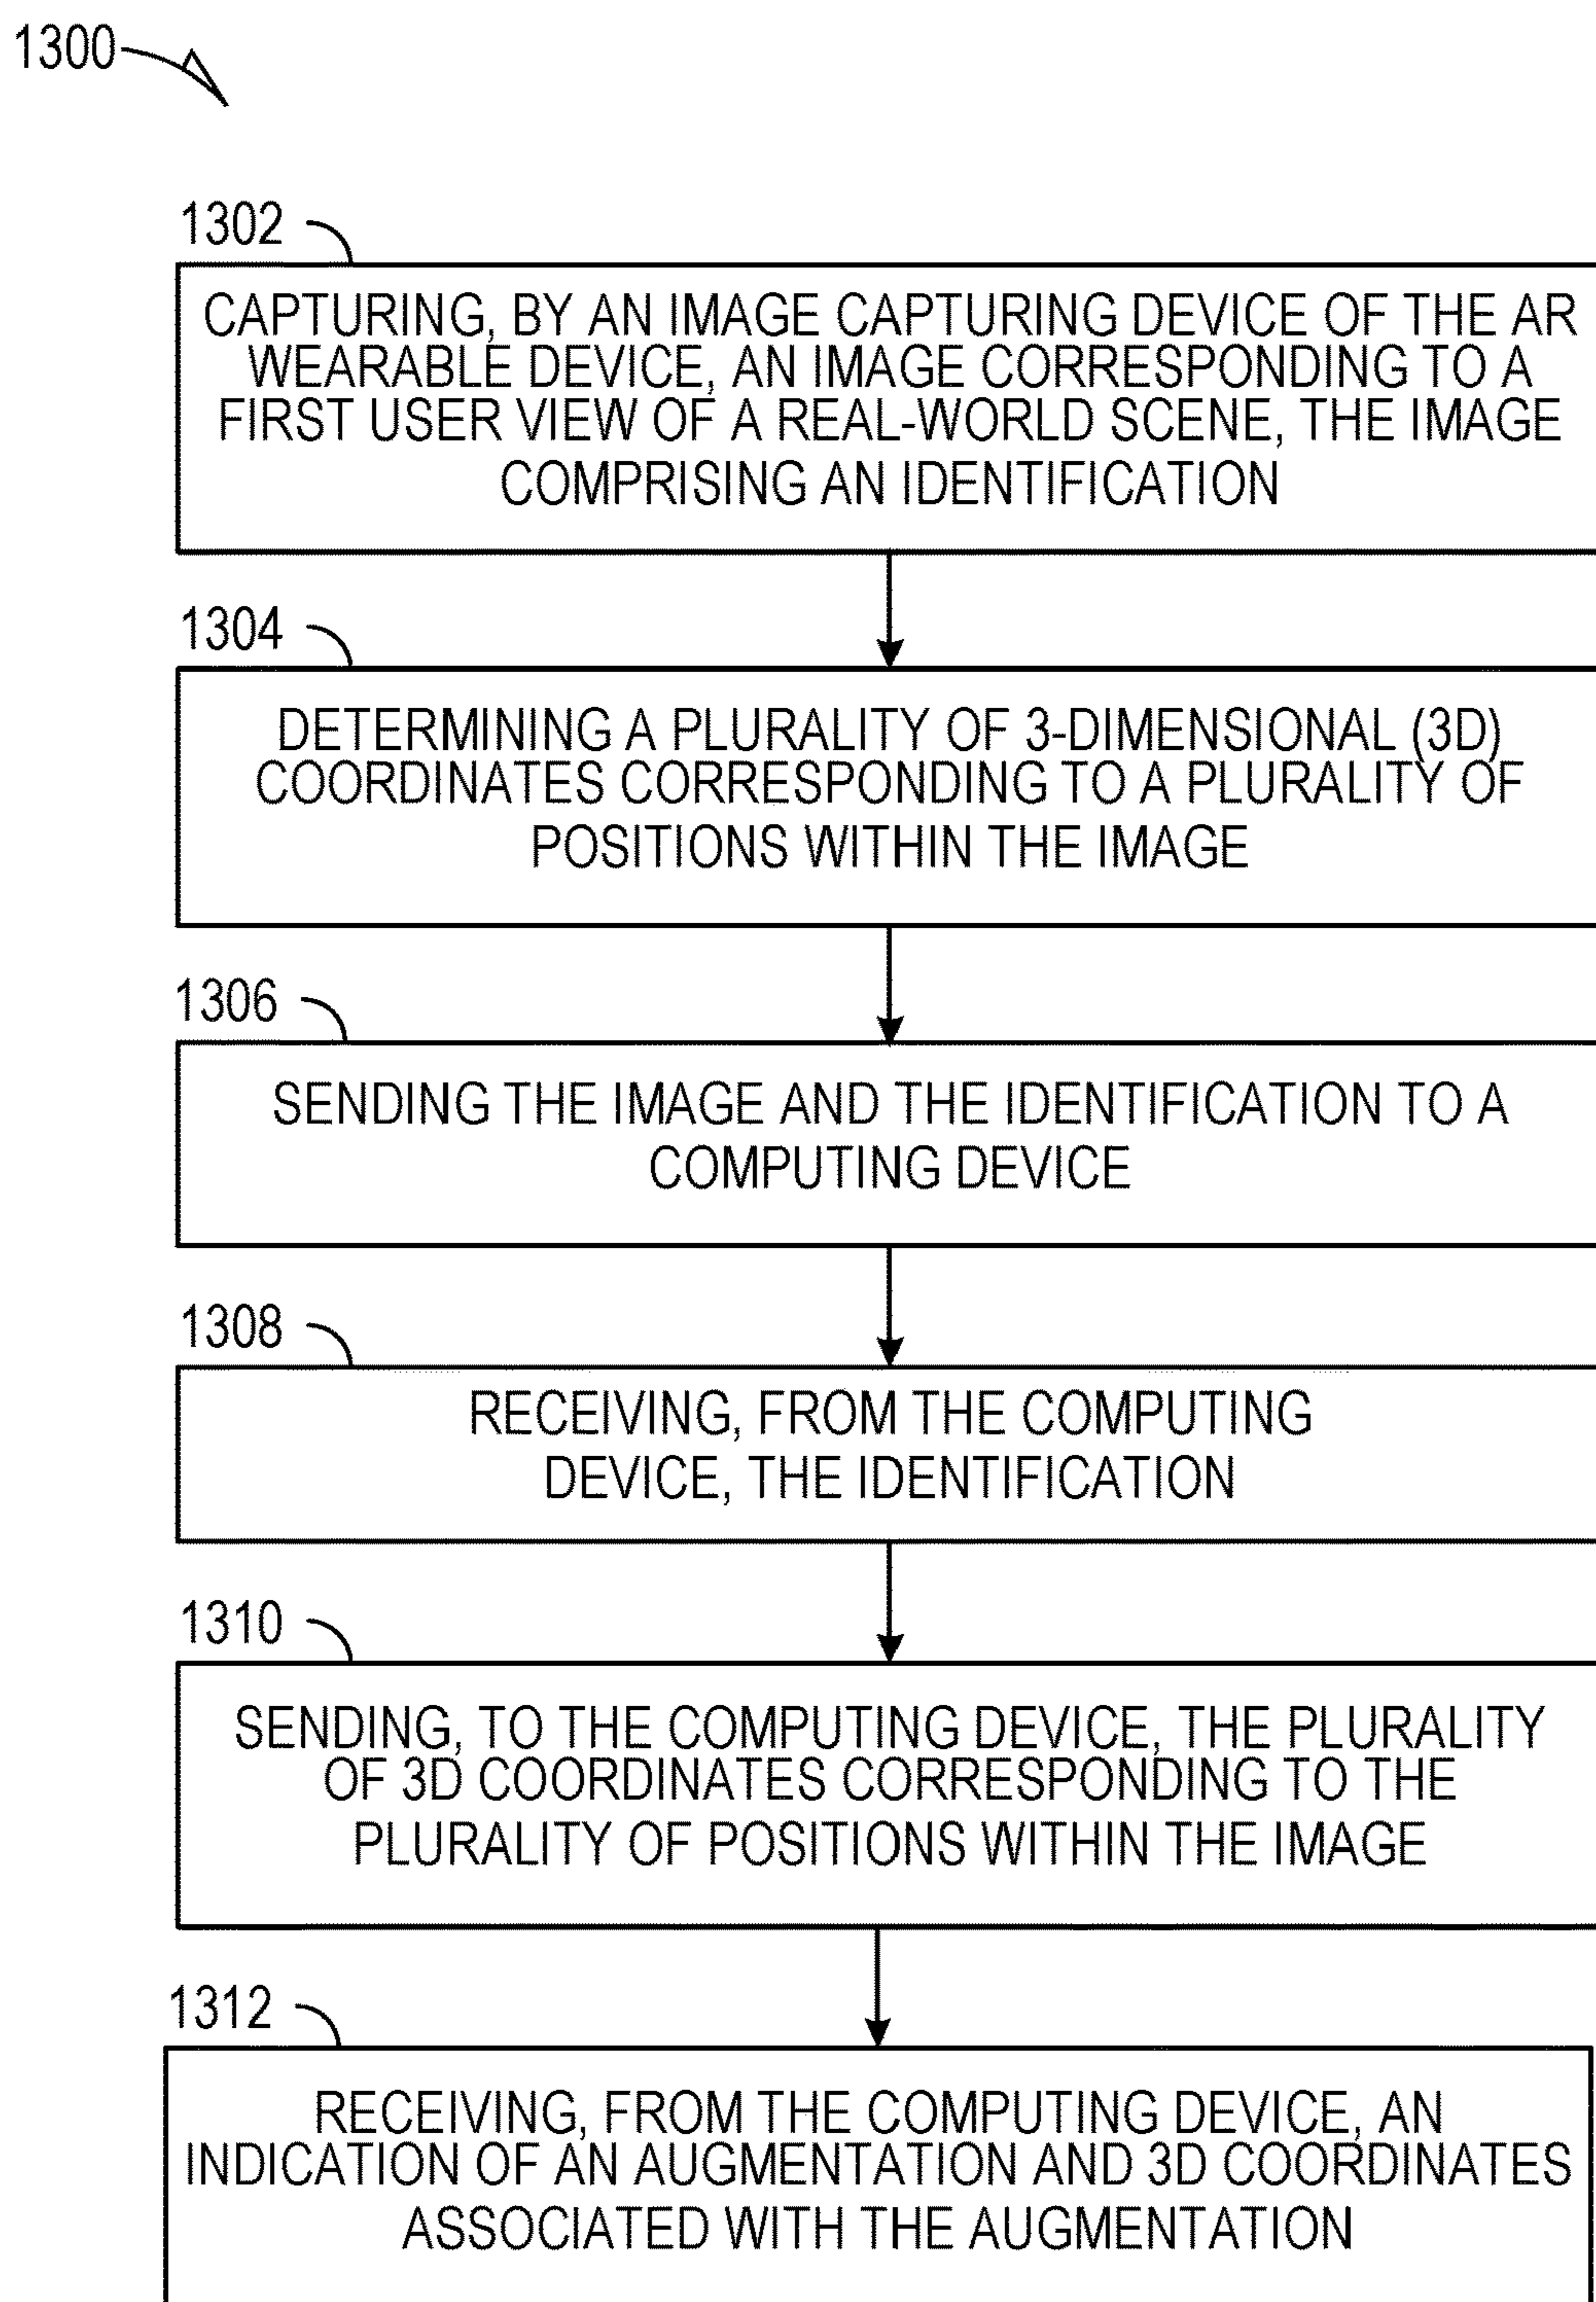 1300
1302
CAPTURING, BY AN IMAGE CAPTURING DEVICE OF THE AR
WEARABLE DEVICE, AN IMAGE CORRESPONDING TO A
FIRST USER VIEW OF A REAL-WORLD SCENE, THE IMAGE
COMPRISING AN IDENTIFICATION
1304
DETERMINING A PLURALITY OF 3-DIMENSIONAL (3D)
COORDINATES CORRESPONDING TO A PLURALITY OF
POSITIONS WITHIN THE IMAGE
1306
SENDING THE IMAGE AND THE IDENTIFICATION TO A
COMPUTING DEVICE
1308
RECEIVING, FROM THE COMPUTING
DEVICE, THE IDENTIFICATION
1310
SENDING, TO THE COMPUTING DEVICE, THE PLURALITY
OF 3D COORDINATES CORRESPONDING TO THE
PLURALITY OF POSITIONS WITHIN THE IMAGE
1312
RECEIVING, FROM THE COMPUTING DEVICE, AN
INDICATION OF AN AUGMENTATION AND 3D COORDINATES
ASSOCIATED WITH THE AUGMENTATION